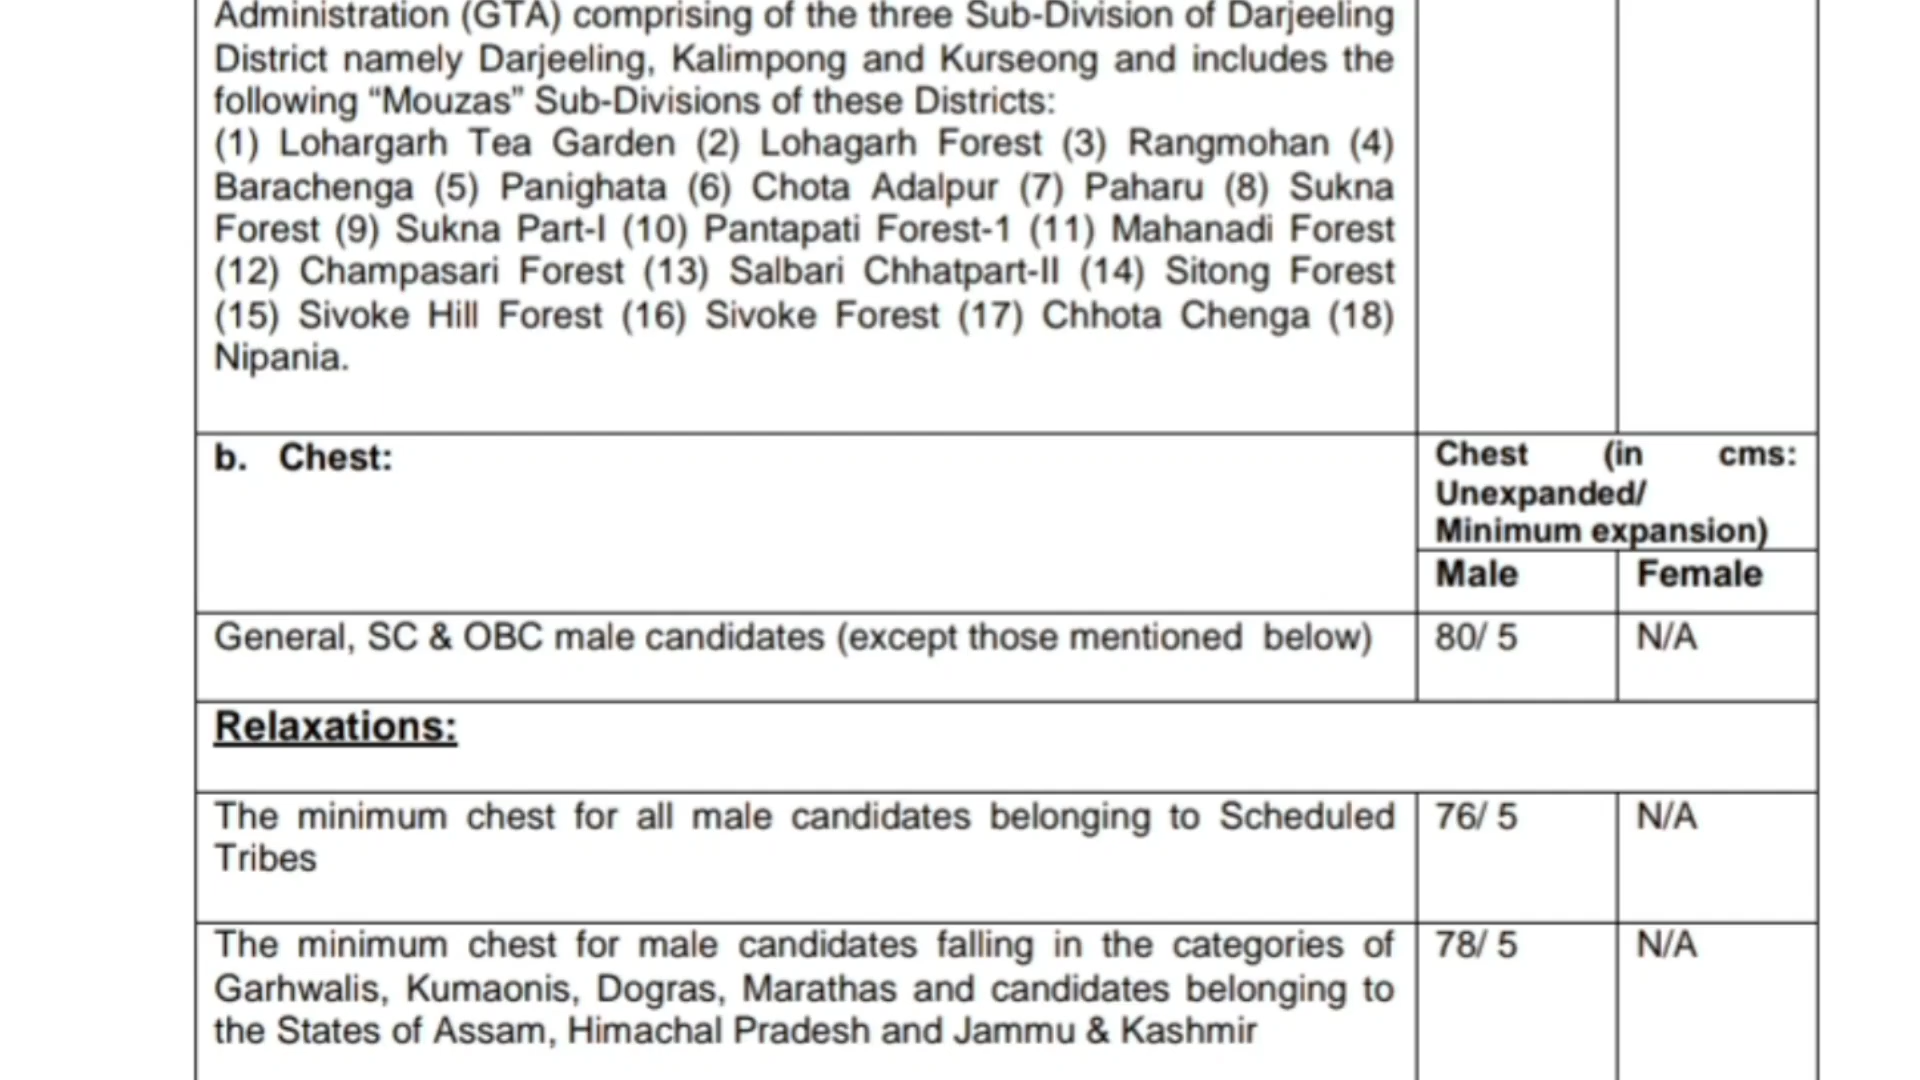 Administration (GTA) comprising of the three Sub-Division of Darjeeling
District namely Darjeeling, Kalimpong and Kurseong and includes the
following “Mouzas” Sub-Divisions of these Districts:
(1) Lohargarh Tea Garden (2) Lohagarh Forest (3) Rangmohan (4)
Barachenga (5) Panighata (6) Chota Adalpur (7) Paharu (8) Sukna
Forest (9) Sukna Part-I (10) Pantapati Forest-1 (11) Mahanadi Forest
(12) Champasari Forest (13) Salbari Chhatpart-II (14) Sitong Forest
(15) Sivoke Hill Forest (16) Sivoke Forest (17) Chhota Chenga (18)
Nipania.
b. Chest:
Chest (in cms:
Unexpanded/
Minimum expansion)
Male Female
General, SC & OBC male candidates (except those mentioned below) 80/ 5 N/A
Relaxations:
The minimum chest for all male candidates belonging to Scheduled 76/ 5 N/A
Tribes
The minimum chest for male candidates falling in the categories of 78/ 5 N/A
Garhwalis, Kumaonis, Dogras, Marathas and candidates belonging to
the States of Assam, Himachal Pradesh and Jammu & Kashmir